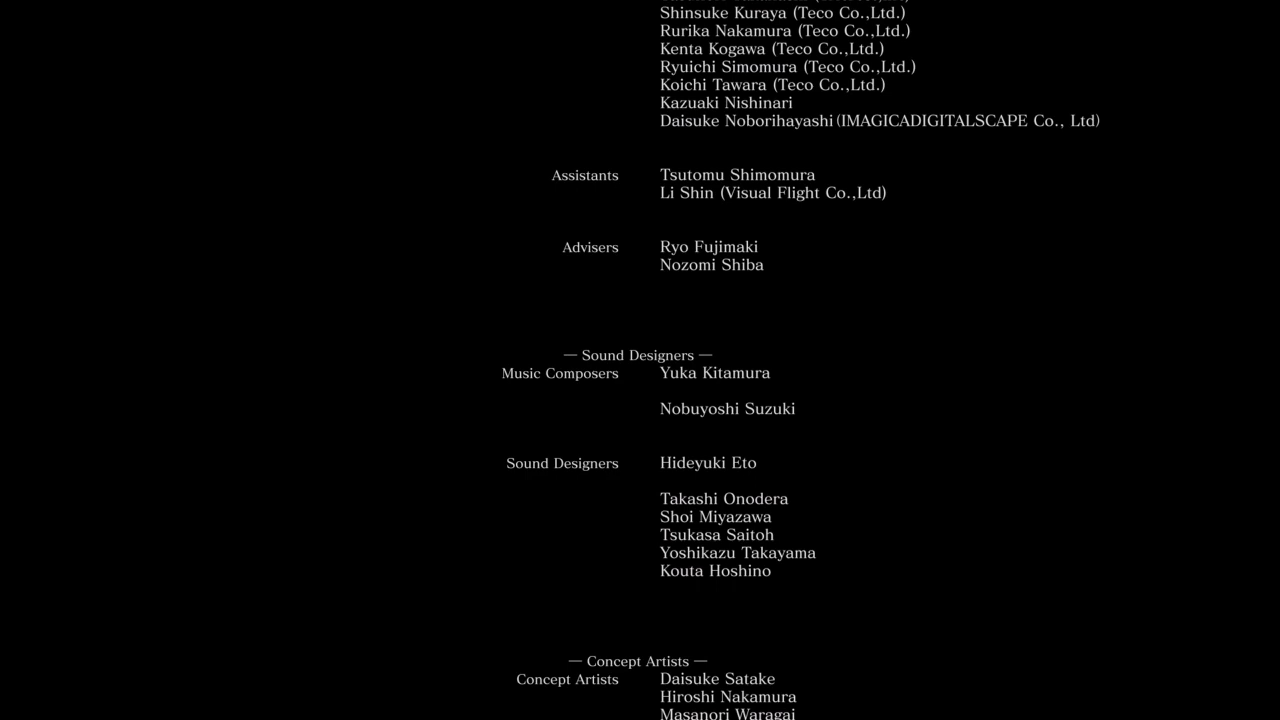 Shinsuke Kuraya (Teco Co.,Ltd.)
Rurika Nakamura (Teco Co.,Ltd.)
Kenta Kogawa (Teco Co.,Ltd.)
Ryuichi Simomura (Teco Co.,Ltd.)
Koichi Tawara (Teco Co.,Ltd.)
Kazuaki Nishinari
Daisuke Noborihayashi(IMAGICADIGITALSCAPE Co., Ltd)
Assistants Tsutomu Shimomura
Li Shin (Visual Flight Co.,Ltd)
Advisers Ryo Fujimaki
Nozomi Shiba
— Sound Designers —
Music Composers Yuka Kitamura
Nobuyoshi Suzuki
Sound Designers Hideyuki Eto
Takashi Onodera
Shoi Miyazawa
Tsukasa Saitoh
Yoshikazu Takayama
Kouta Hoshino
— Concept Artists —
Concept Artists Daisuke Satake
Hiroshi Nakamura
Masanori Waragai